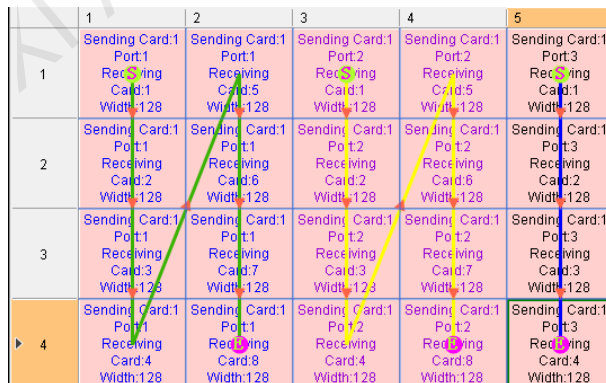 1 2 3 4 5
Sending Card:1 Sending Card:1 Sending Card:1 Sending Card:1 Sending Card:1
Port:1 Port:1 Port:2 Port:2 Port:3
1 Receiving Receiving Receiving Receiving Receiving
Card:1 Card:5 Card:1 Card:5 Card:1
Width:128 Width:128 Width:128 Width:128 Width:128
S S S
Sending Card:1 Sending Card:1 Sending Card:1 Sending Card:1 Sending Card:1
Port:1 Port:1 Port:2 Port:2 Port:3
2 Receiving Receiving Receiving Receiving Receiving
Card:2 Card:6 Card:2 Card:6 Card:2
Width:128 Width:128 Width:128 Width:128 Width:128
Sending Card:1 Sending Card:1 Sending Card:1 Sending Card:1 Sending Card:1
Port:1 Port:1 Port:2 Port:2 Port:3
3 Receiving Receiving Receiving Receiving Receiving
Card:3 Card:7 Card:3 Card:7 Card:3
Width:128 Width:128 Width:128 Width:128 Width:128
Sending Card:1 Sending Card:1 Sending Card:1 Sending Card:1 Sending Card:1
Port:1 Port:1 Port:2 Port:2 Port:3
4 Receiving Receiving Receiving Receiving Receiving
Card:4 Card:8 Card:4 Card:8 Card:4
Width:128 Width:128 Width:128 Width:128 Width:128
E E E